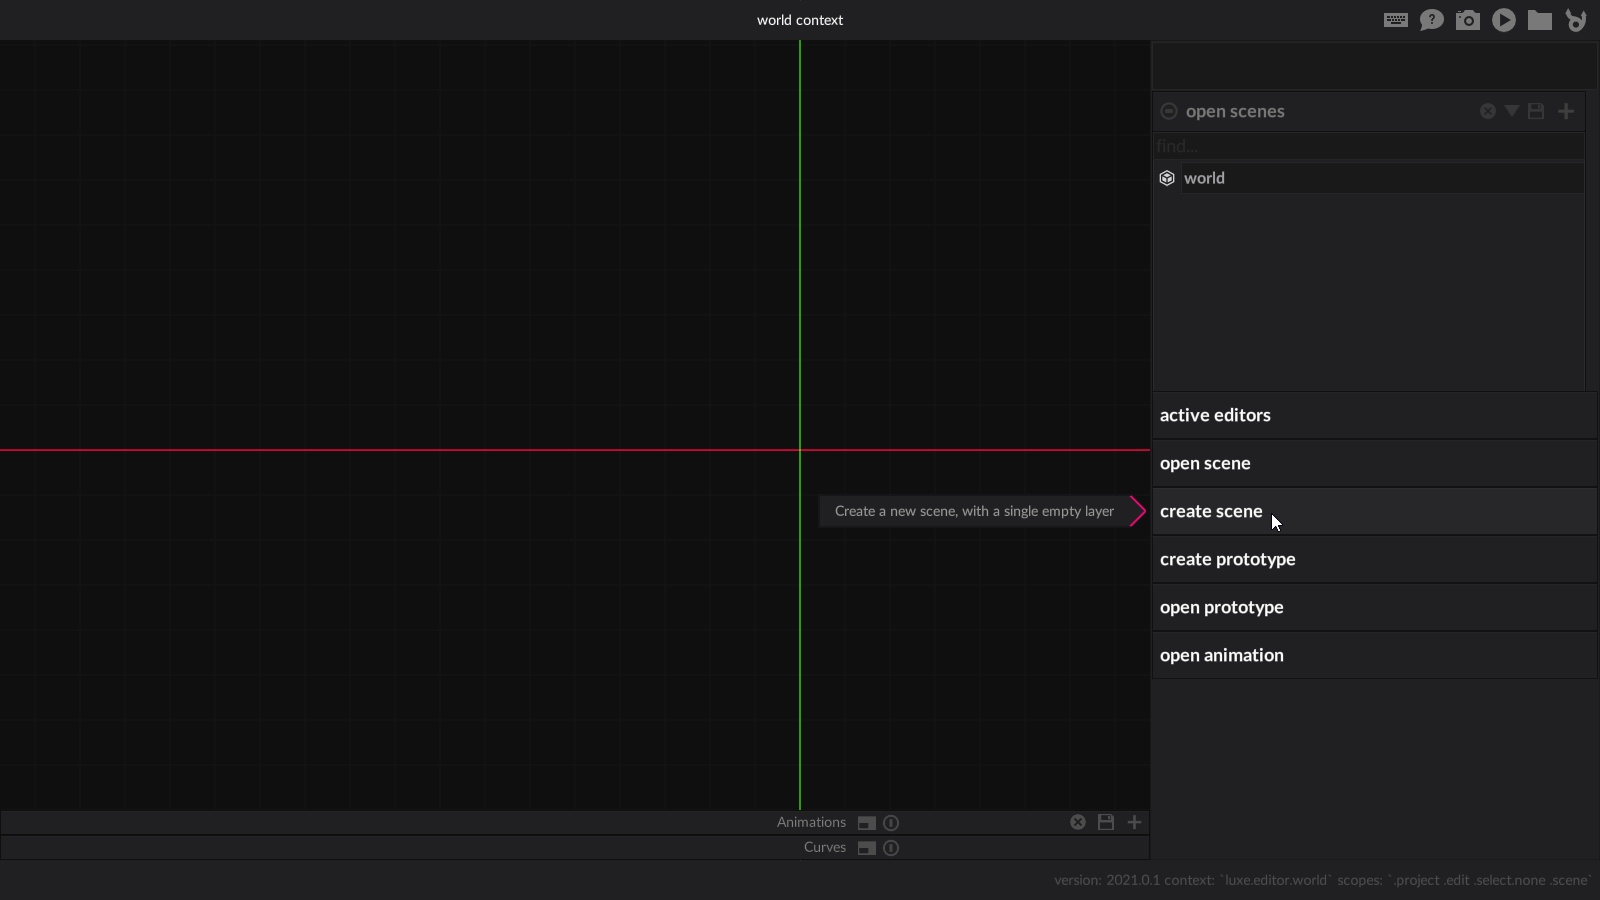 world context
open scenes
find...
world
active editors
open scene
Create a new scene, with a single empty layer
create scene
create prototype
open prototype
open animation
Animations
Curves
version: 2021.0.1 context: `luxe.editor.world` scopes: `.project .edit .select.none .scene`